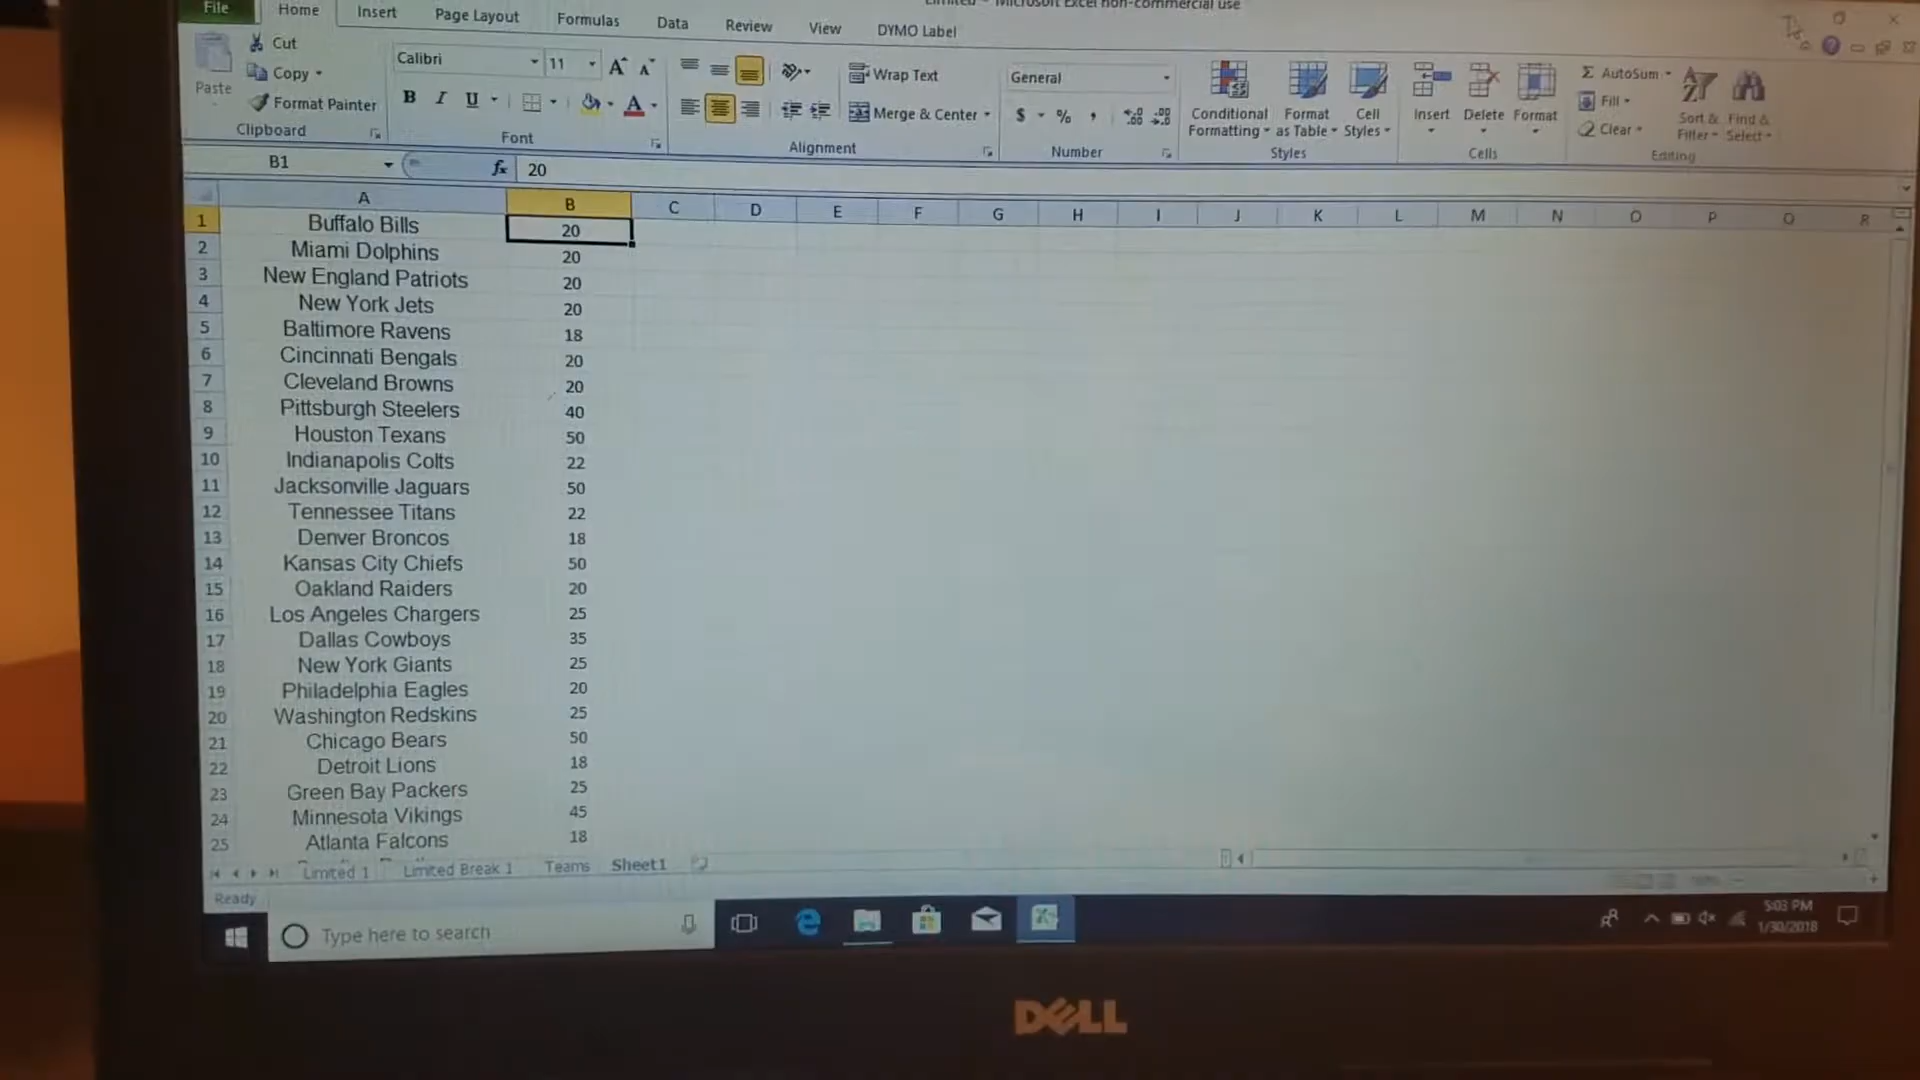 Microsoft Excel non-commercial use
File Home Insert Page Layout Formulas Data Review View DYMO Label
Paste
Cut
Copy
Format Painter
Clipboard
Calibri 11
B I U A
Font
Wrap Text
Merge & Center
Alignment
General
$ % ,
Number
Conditional Formatting
Format as Table
Cell Styles
Styles
Insert Delete Format
Cells
Σ AutoSum
Fill
Clear
Sort & Filter
Find & Select
Editing
B1 fx 20
A B C D E F G H I J K L M N O P Q R
1 Buffalo Bills 20
2 Miami Dolphins 20
3 New England Patriots 20
4 New York Jets 20
5 Baltimore Ravens 18
6 Cincinnati Bengals 20
7 Cleveland Browns 20
8 Pittsburgh Steelers 40
9 Houston Texans 50
10 Indianapolis Colts 22
11 Jacksonville Jaguars 50
12 Tennessee Titans 22
13 Denver Broncos 18
14 Kansas City Chiefs 50
15 Oakland Raiders 20
16 Los Angeles Chargers 25
17 Dallas Cowboys 35
18 New York Giants 25
19 Philadelphia Eagles 20
20 Washington Redskins 25
21 Chicago Bears 50
22 Detroit Lions 18
23 Green Bay Packers 25
24 Minnesota Vikings 45
25 Atlanta Falcons 18
Limited 1 Limited Break 1 Teams Sheet1
Ready
Type here to search
5:03 PM
1/30/2018
DELL